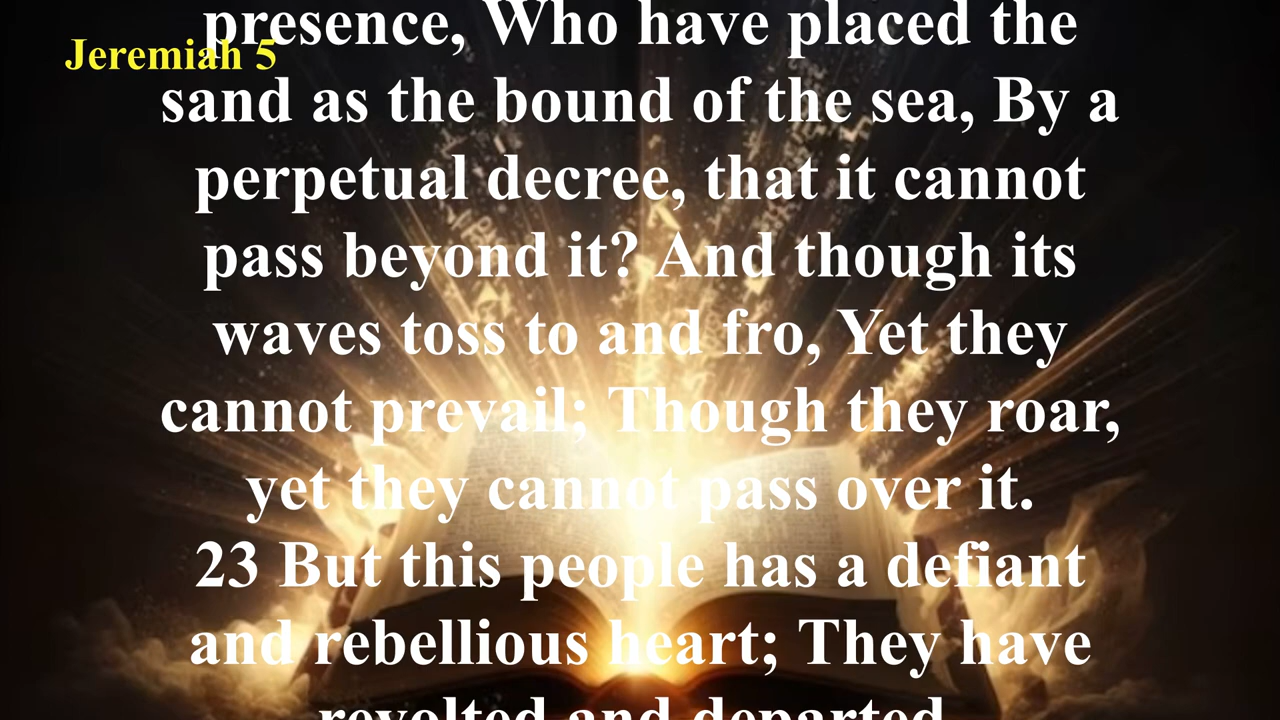 presence, Who have placed the
Jeremiah 5
sand as the bound of the sea, By a
perpetual decree, that it cannot
pass beyond it? And though its
waves toss to and fro, Yet they
cannot prevail; Though they roar,
yet they cannot pass over it.
23 But this people has a defiant
and rebellious heart; They have
revolted and departed